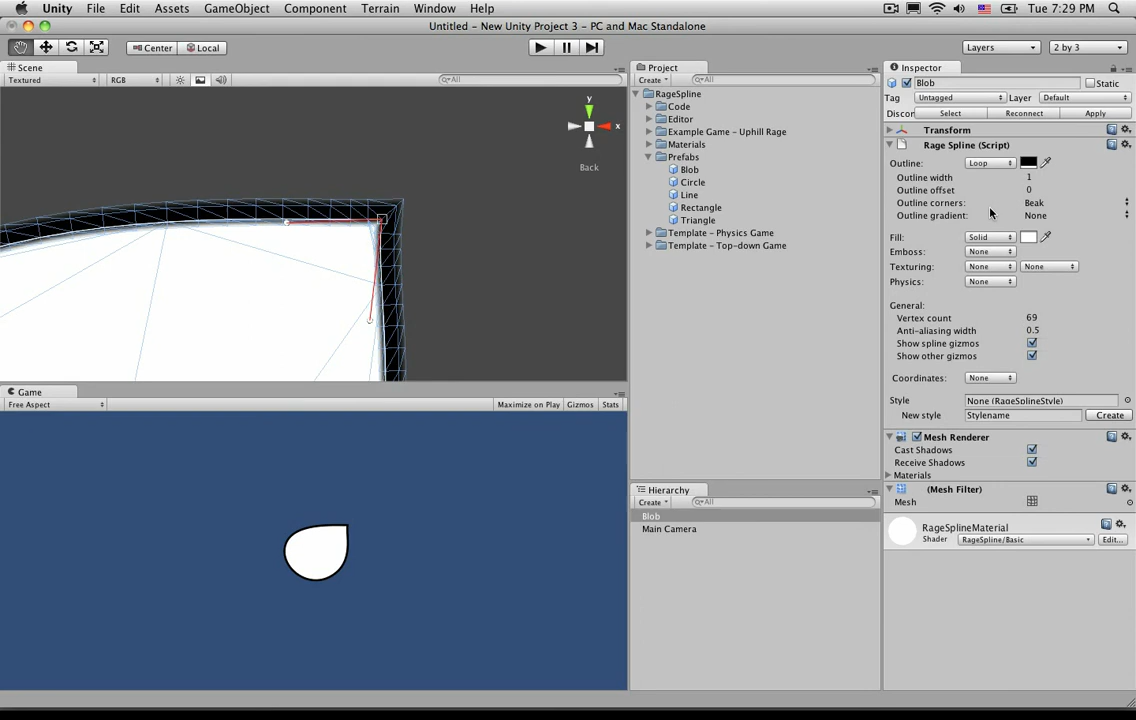 Unity File Edit Assets GameObject Component Terrain Window Help Tue 7:29 PM
Untitled - New Unity Project 3 - PC and Mac Standalone
Center Local Layers 2 by 3
Scene
Textured RGB All
y
x
Back
Game
Free Aspect Maximize on Play Gizmos Stats
Project
Create All
RageSpline
Code
Editor
Example Game - Uphill Rage
Materials
Prefabs
Blob
Circle
Line
Rectangle
Triangle
Template - Physics Game
Template - Top-down Game
Hierarchy
Create All
Blob
Main Camera
Inspector
Blob Static
Tag Untagged Layer Default
Discon Select Reconnect Apply
Transform
Rage Spline (Script)
Outline: Loop
Outline width 1
Outline offset 0
Outline corners: Beak
Outline gradient: None
Fill: Solid
Emboss: None
Texturing: None None
Physics: None
General:
Vertex count 69
Anti-aliasing width 0.5
Show spline gizmos
Show other gizmos
Coordinates: None
Style None (RageSplineStyle)
New style Stylename Create
Mesh Renderer
Cast Shadows
Receive Shadows
Materials
(Mesh Filter)
Mesh
RageSplineMaterial
Shader RageSpline/Basic Edit...